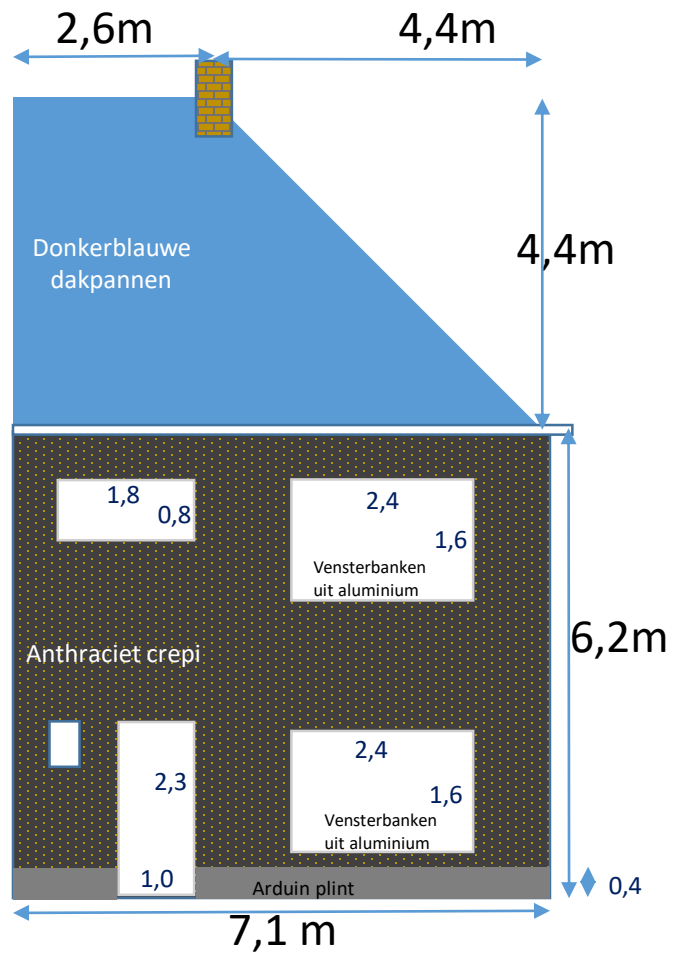 2,6m
4,4m
4,4m
Donkerblauwe
dakpannen
1,8
0,8
2,4
1,6
Vensterbanken
uit aluminium
6,2m
Anthraciet crepi
2,3
1,0
2,4
1,6
Vensterbanken
uit aluminium
Arduin plint
0,4
7,1 m